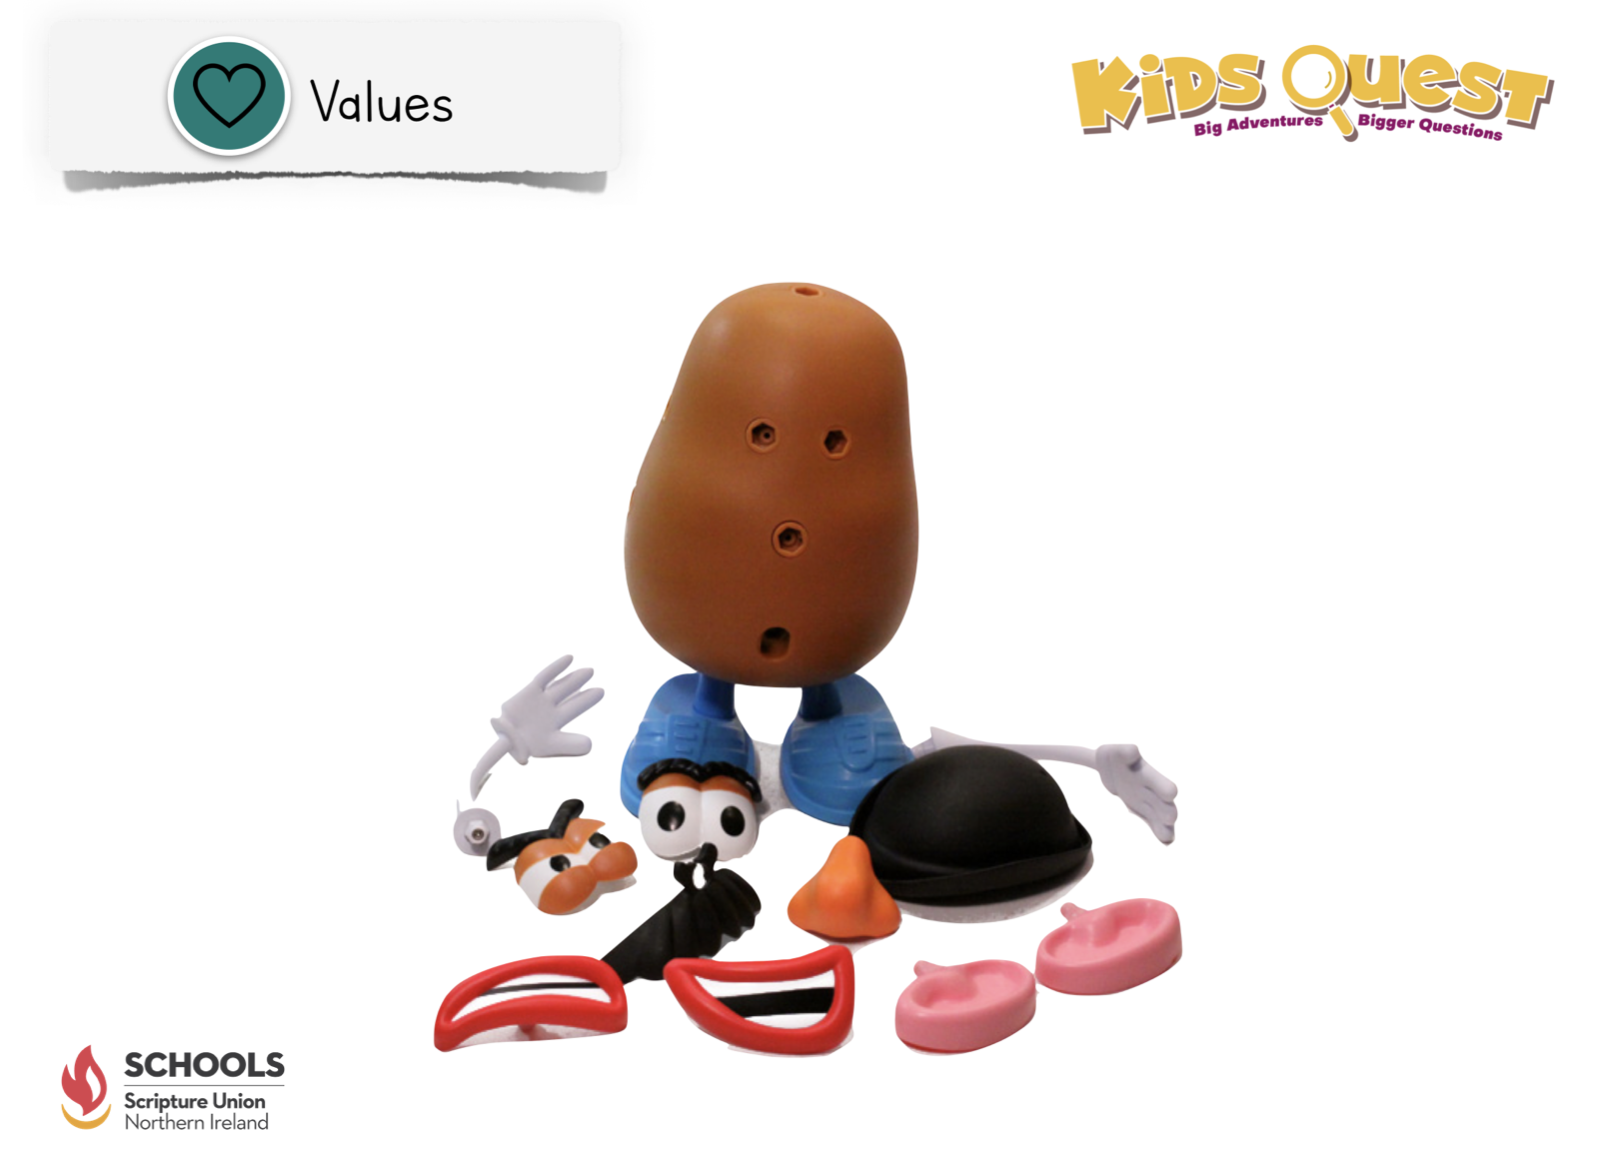 Values
KiDS QUEST
Big Adventures Bigger Questions
SCHOOLS
Scripture Union
Northern Ireland